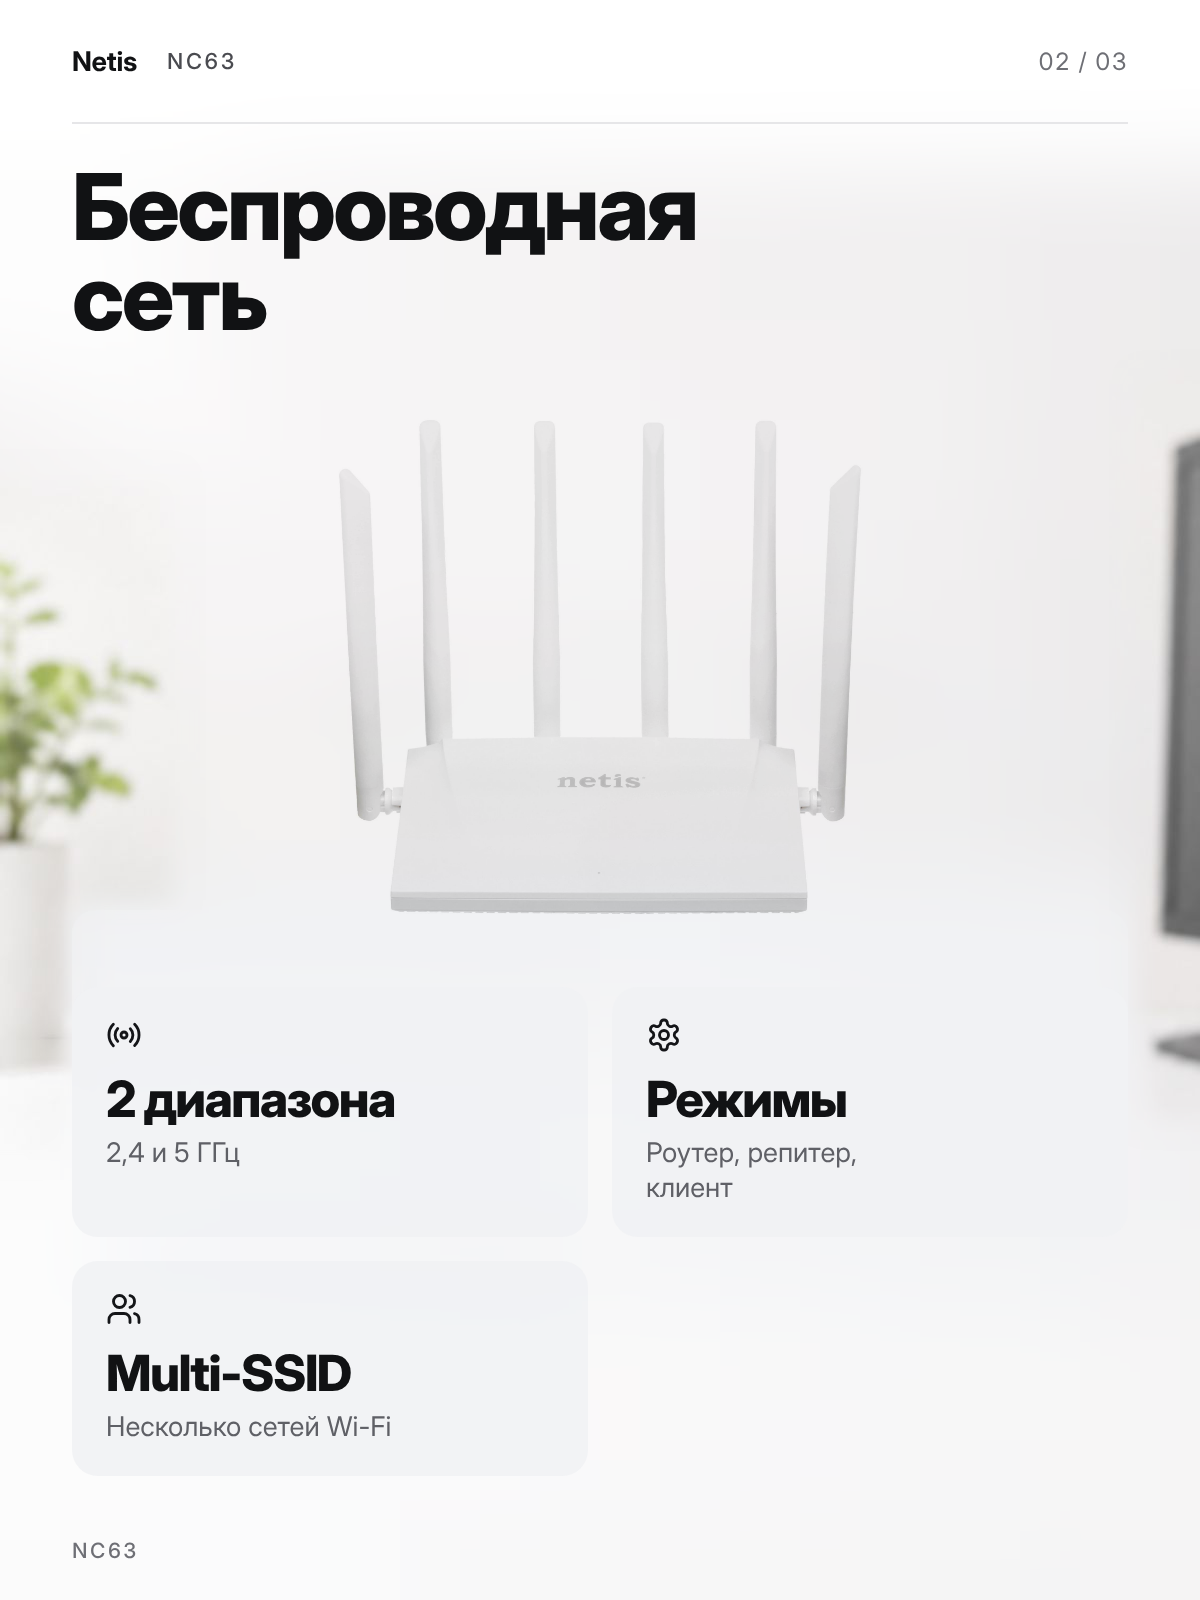 Netis NC63 02 / 03
Беспроводная
сеть
netis
2 диапазона
2,4 и 5 ГГц
Режимы
Роутер, репитер,
клиент
Multi-SSID
Несколько сетей Wi-Fi
NC63